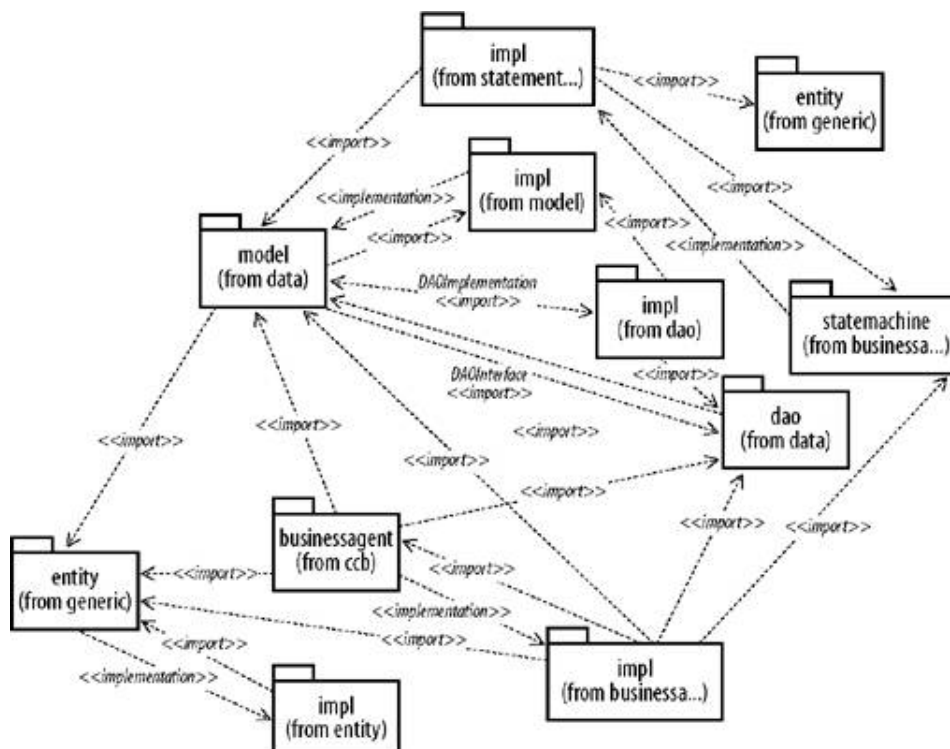 impl
(from statement...)
<<import>>
entity
(from generic)
<<import>>
impl
(from model)
<<implementation>>
<<import>>
<<import>>
<<import>>
<<implementation>>
model
(from data)
DAOImplementation
<<import>>
impl
(from dao)
statemachine
(from businessa...)
DAOInterface
<<import>>
<<import>>
dao
(from data)
<<import>>
<<import>>
<<import>>
<<import>>
<<import>>
businessagent
(from ccb)
<<import>>
<<import>>
entity
(from generic)
<<import>>
<<import>>
<<implementation>>
<<import>>
<<import>>
<<implementation>>
impl
(from entity)
impl
(from businessa...)